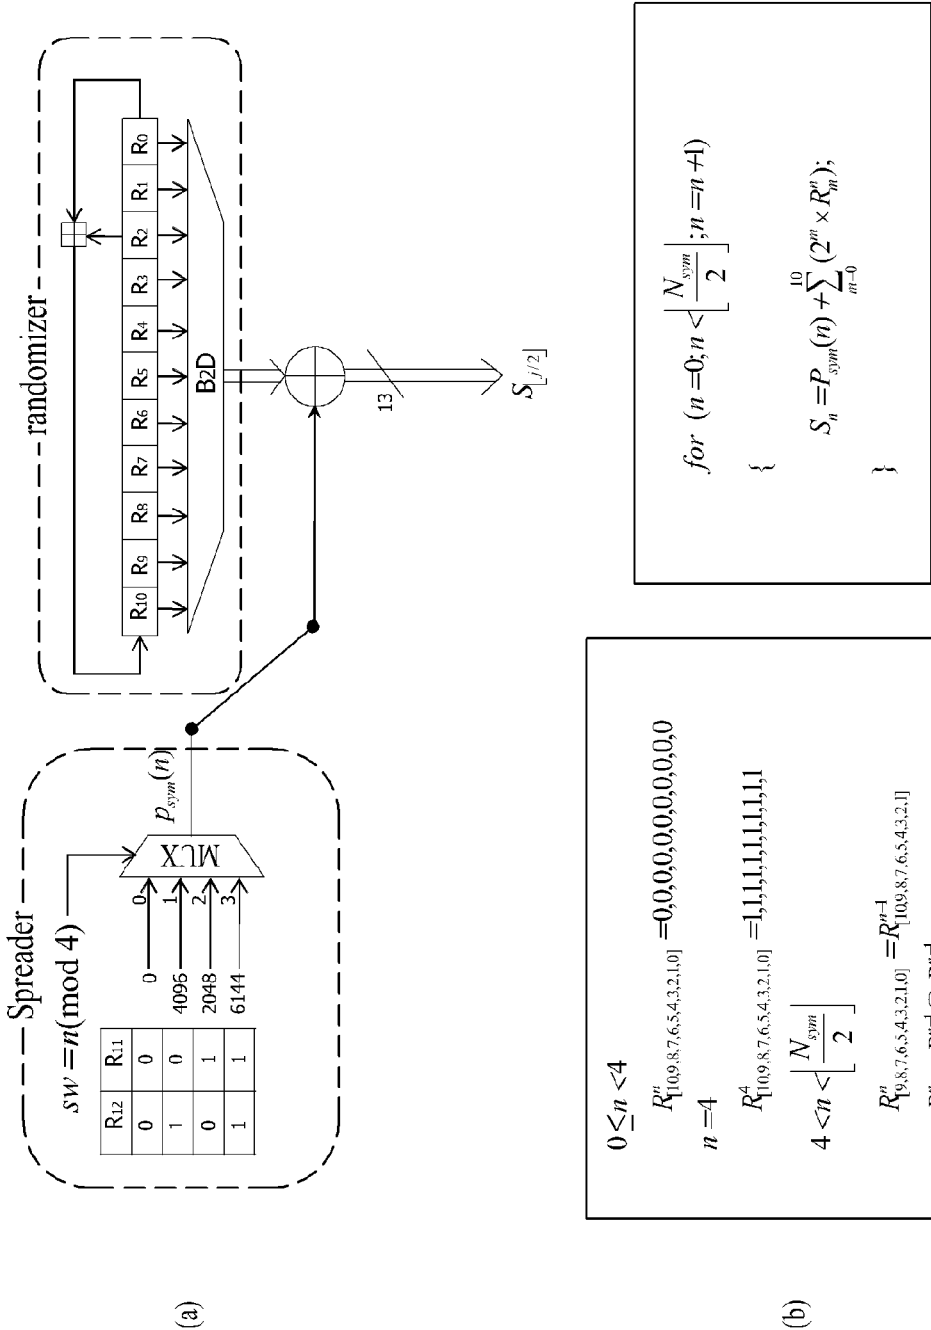 (a)
Spreader
sw = n(mod 4)
R12 R11
0 0
1 0
0 1
1 1
0 0
4096 1
2048 2
6144 3
MUX
p_sym(n)
randomizer
R10 R9 R8 R7 R6 R5 R4 R3 R2 R1 R0
B2D
13
S_⌊j/2⌋
(b)
0 ≤ n < 4
R^n_[10,9,8,7,6,5,4,3,2,1,0] = 0,0,0,0,0,0,0,0,0,0,0
n = 4
R^4_[10,9,8,7,6,5,4,3,2,1,0] = 1,1,1,1,1,1,1,1,1,1,1
4 < n < ⌈N_sym/2⌉
R^n_[9,8,7,6,5,4,3,2,1,0] = R^{n-1}_[10,9,8,7,6,5,4,3,2,1]
for (n = 0; n < ⌈N_sym/2⌉; n = n+1)
{
S_n = P_sym(n) + ∑_{m=0}^{10} (2^m × R^n_m);
}